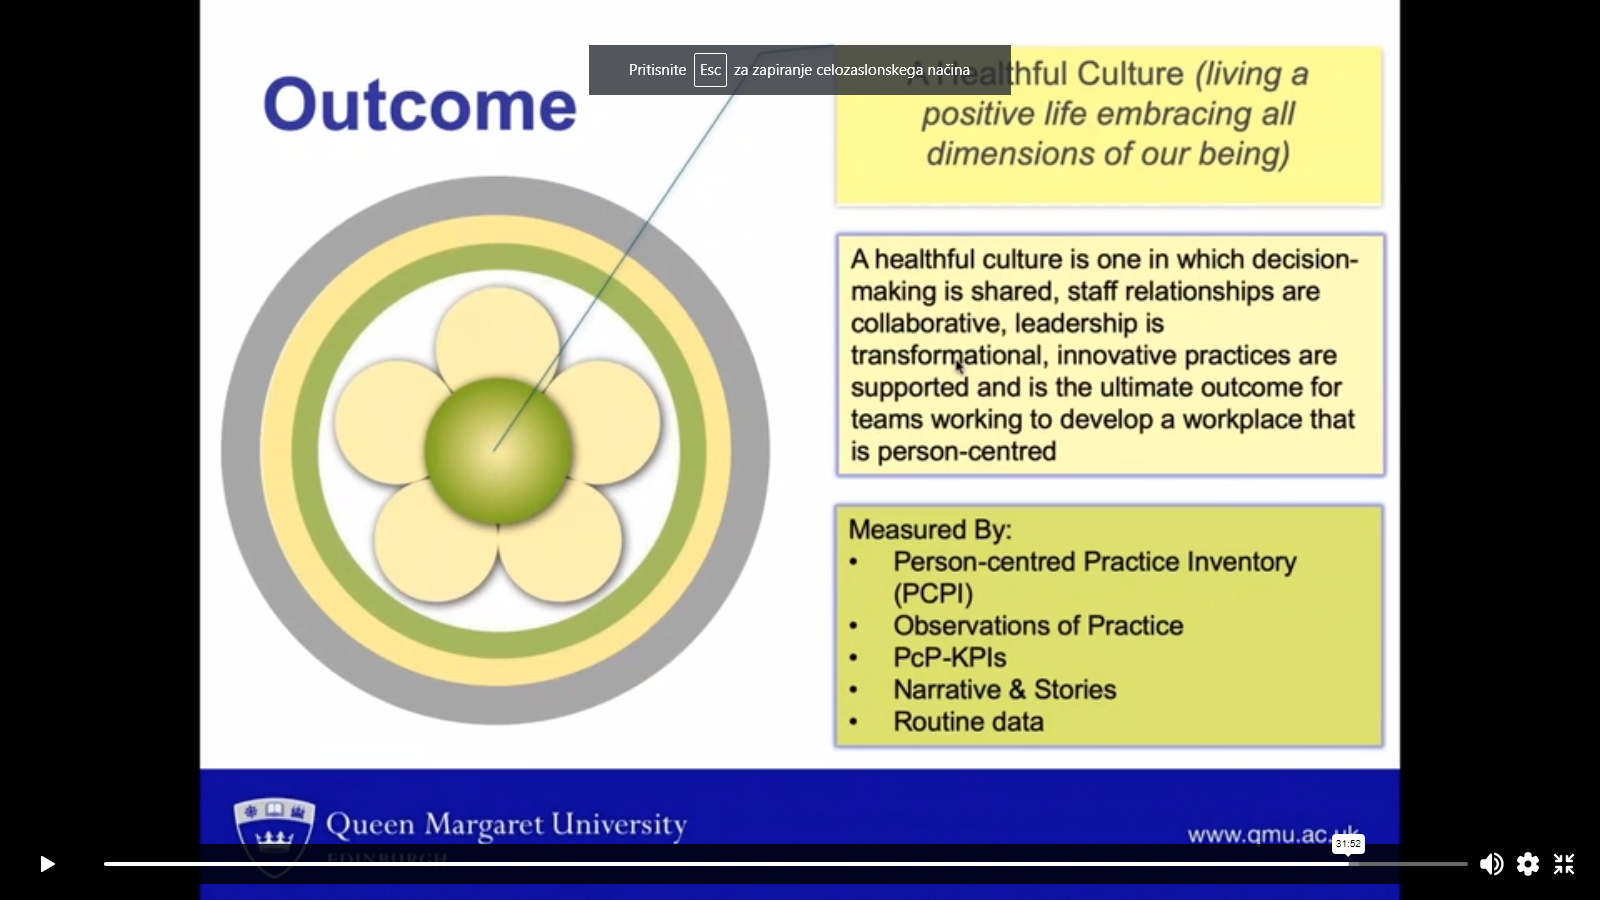 Pritisnite Esc za zapiranje celozaslonskega načina
Outcome
A Healthful Culture (living a
positive life embracing all
dimensions of our being)
A healthful culture is one in which decision-
making is shared, staff relationships are
collaborative, leadership is
transformational, innovative practices are
supported and is the ultimate outcome for
teams working to develop a workplace that
is person-centred
Measured By:
• Person-centred Practice Inventory
(PCPI)
• Observations of Practice
• PcP-KPIs
• Narrative & Stories
• Routine data
Queen Margaret University
EDINBURGH
www.qmu.ac.uk
31:52